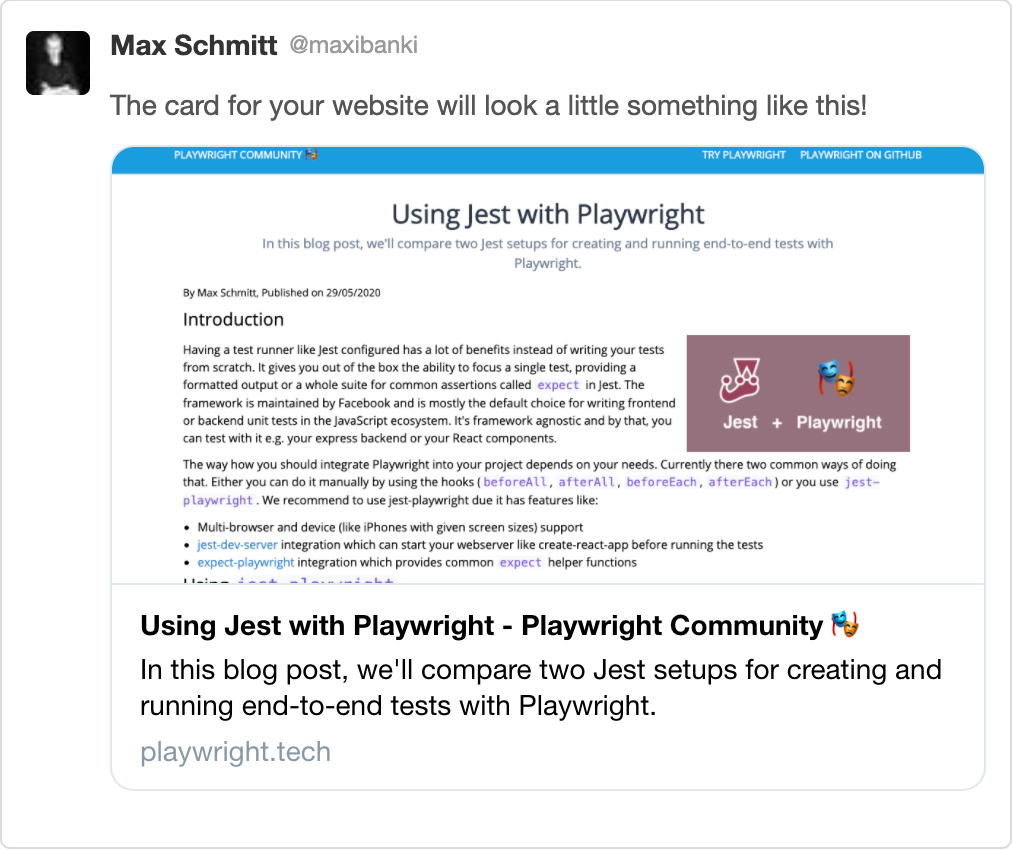 Max Schmitt @maxibanki
The card for your website will look a little something like this!
PLAYWRIGHT COMMUNITY 🎭 TRY PLAYWRIGHT PLAYWRIGHT ON GITHUB
Using Jest with Playwright
In this blog post, we'll compare two Jest setups for creating and running end-to-end tests with
Playwright.
By Max Schmitt, Published on 29/05/2020
Introduction
Having a test runner like Jest configured has a lot of benefits instead of writing your tests
from scratch. It gives you out of the box the ability to focus a single test, providing a
formatted output or a whole suite for common assertions called expect in Jest. The
framework is maintained by Facebook and is mostly the default choice for writing frontend
or backend unit tests in the JavaScript ecosystem. It's framework agnostic and by that, you
can test with it e.g. your express backend or your React components.
Jest + Playwright
The way how you should integrate Playwright into your project depends on your needs. Currently there two common ways of doing
that. Either you can do it manually by using the hooks (beforeAll, afterAll, beforeEach, afterEach) or you use jest-
playwright. We recommend to use jest-playwright due it has features like:
• Multi-browser and device (like iPhones with given screen sizes) support
• jest-dev-server integration which can start your webserver like create-react-app before running the tests
• expect-playwright integration which provides common expect helper functions
Using jest-playwright
Using Jest with Playwright - Playwright Community 🎭
In this blog post, we'll compare two Jest setups for creating and
running end-to-end tests with Playwright.
playwright.tech